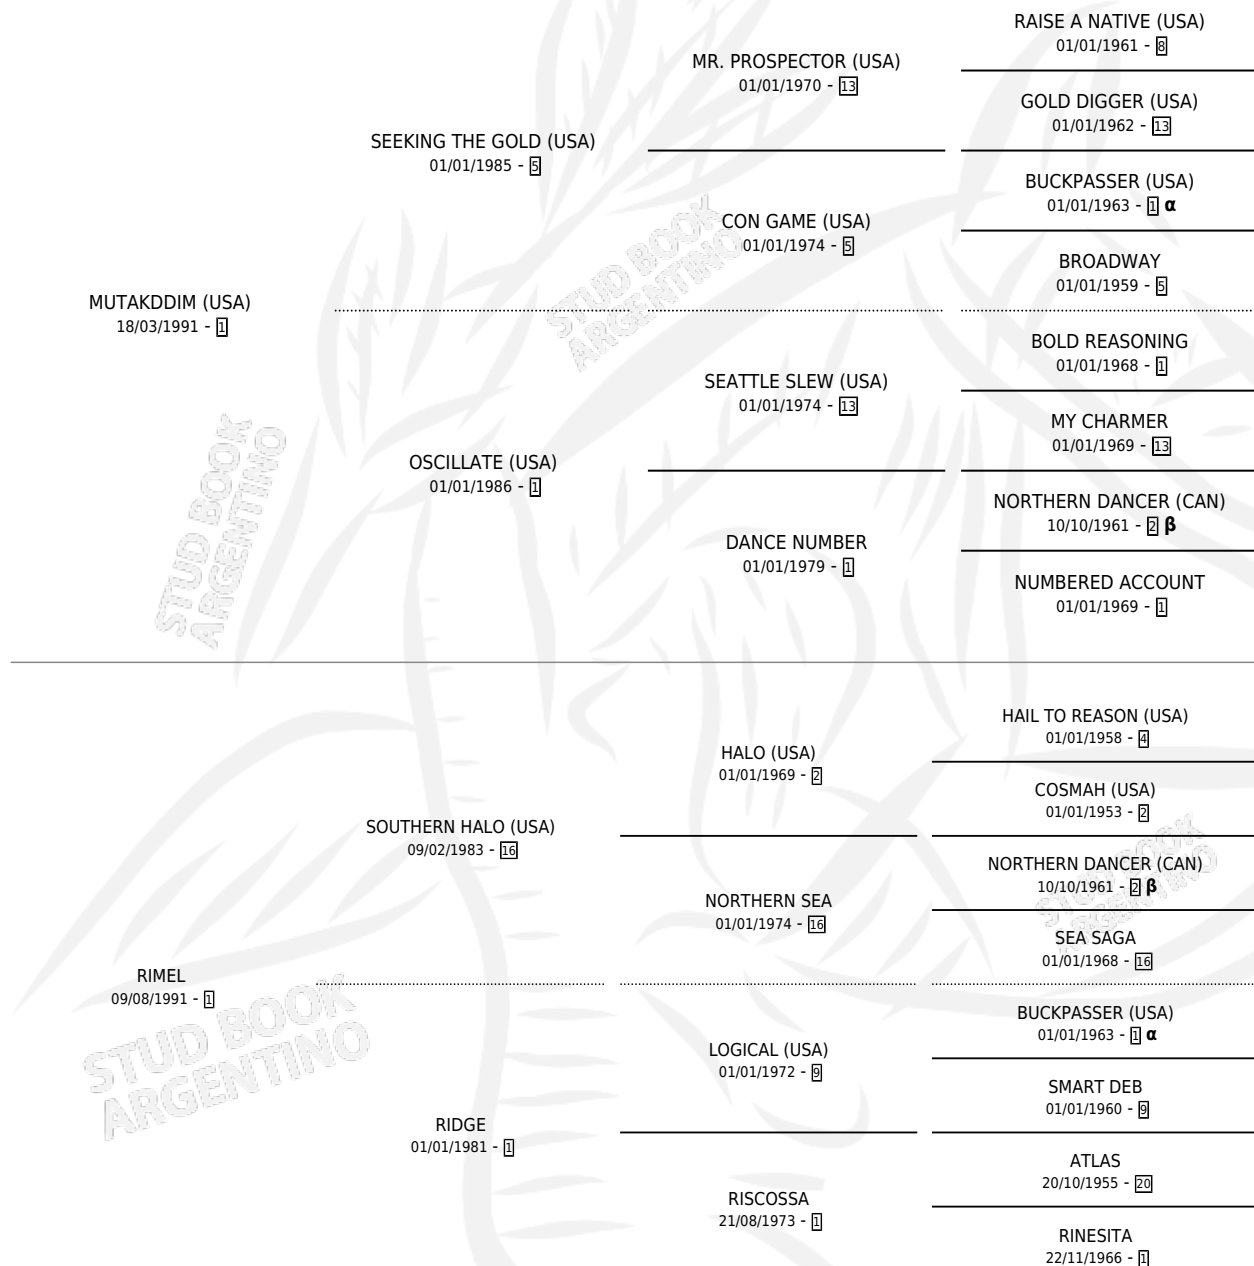 RAISE A NATIVE (USA)
01/01/1961 - 8
MR. PROSPECTOR (USA)
01/01/1970 - 13
GOLD DIGGER (USA)
01/01/1962 - 13
SEEKING THE GOLD (USA)
01/01/1985 - 5
BUCKPASSER (USA)
01/01/1963 - 1 α
CON GAME (USA)
01/01/1974 - 5
BROADWAY
01/01/1959 - 5
MUTAKDDIM (USA)
18/03/1991 - 1
BOLD REASONING
01/01/1968 - 1
SEATTLE SLEW (USA)
01/01/1974 - 13
MY CHARMER
01/01/1969 - 13
OSCILLATE (USA)
01/01/1986 - 1
NORTHERN DANCER (CAN)
10/10/1961 - 2 β
DANCE NUMBER
01/01/1979 - 1
NUMBERED ACCOUNT
01/01/1969 - 1
HAIL TO REASON (USA)
01/01/1958 - 4
HALO (USA)
01/01/1969 - 2
COSMAH (USA)
01/01/1953 - 2
SOUTHERN HALO (USA)
09/02/1983 - 16
NORTHERN DANCER (CAN)
10/10/1961 - 2 β
NORTHERN SEA
01/01/1974 - 16
SEA SAGA
01/01/1968 - 16
RIMEL
09/08/1991 - 1
BUCKPASSER (USA)
01/01/1963 - 1 α
LOGICAL (USA)
01/01/1972 - 9
SMART DEB
01/01/1960 - 9
RIDGE
01/01/1981 - 1
ATLAS
20/10/1955 - 20
RISCOSSA
21/08/1973 - 1
RINESITA
22/11/1966 - 1
STUD BOOK
ARGENTINO
STUD BOOK
ARGENTINO
STUD BOOK
ARGENTINO
STUD BOOK
ARGENTINO